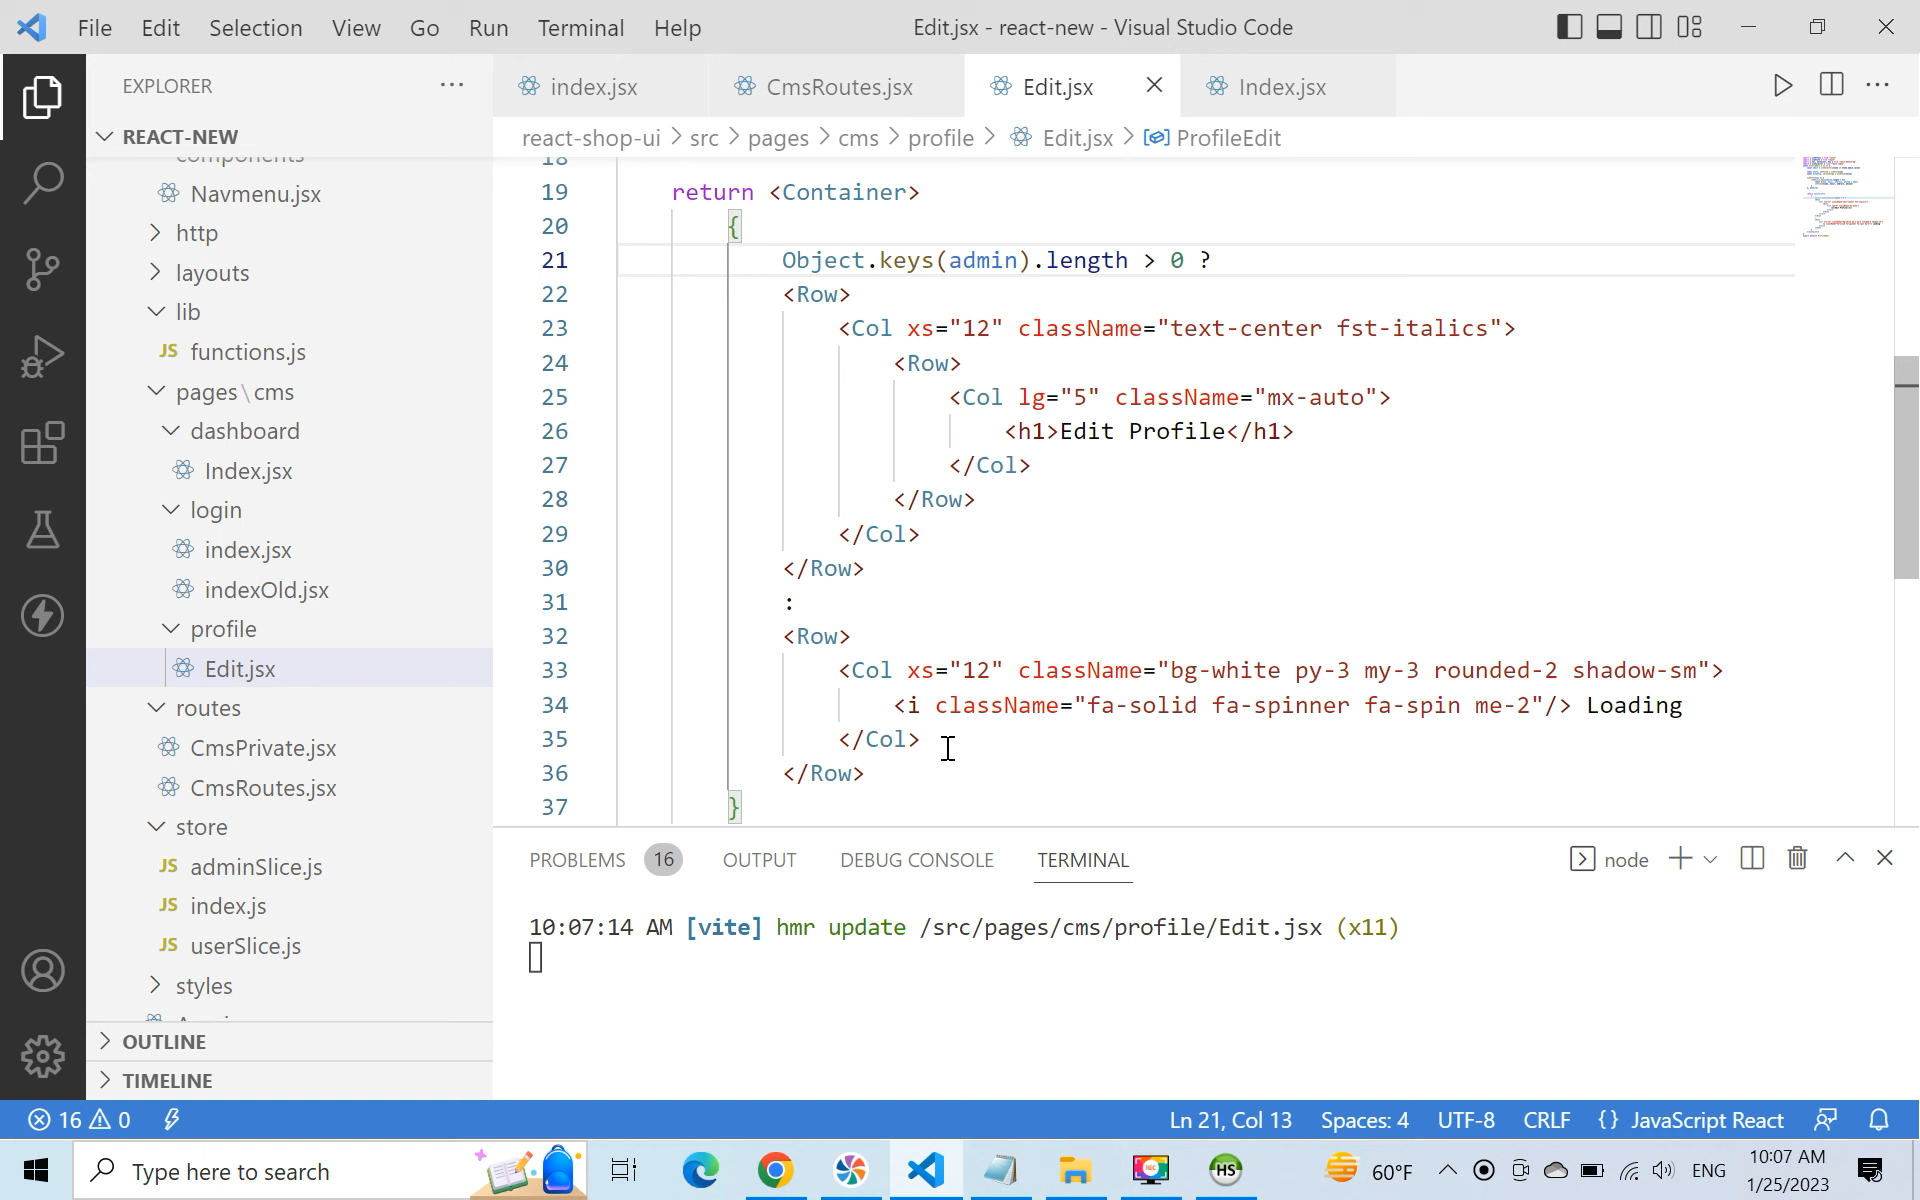 File Edit Selection View Go Run Terminal Help
Edit.jsx - react-new - Visual Studio Code
EXPLORER
REACT-NEW
components
Navmenu.jsx
http
layouts
lib
JS functions.js
pages\cms
dashboard
Index.jsx
login
index.jsx
indexOld.jsx
profile
Edit.jsx
routes
CmsPrivate.jsx
CmsRoutes.jsx
store
JS adminSlice.js
JS index.js
JS userSlice.js
styles
OUTLINE
TIMELINE
index.jsx CmsRoutes.jsx Edit.jsx Index.jsx
react-shop-ui > src > pages > cms > profile > Edit.jsx > ProfileEdit
18
19 return <Container>
20 {
21 Object.keys(admin).length > 0 ?
22 <Row>
23 <Col xs="12" className="text-center fst-italics">
24 <Row>
25 <Col lg="5" className="mx-auto">
26 <h1>Edit Profile</h1>
27 </Col>
28 </Row>
29 </Col>
30 </Row>
31 :
32 <Row>
33 <Col xs="12" className="bg-white py-3 my-3 rounded-2 shadow-sm">
34 <i className="fa-solid fa-spinner fa-spin me-2"/> Loading
35 </Col>
36 </Row>
37 }
PROBLEMS 16 OUTPUT DEBUG CONSOLE TERMINAL
node
10:07:14 AM [vite] hmr update /src/pages/cms/profile/Edit.jsx (x11)
16 0
Ln 21, Col 13 Spaces: 4 UTF-8 CRLF {} JavaScript React
Type here to search
NEC
HS
60°F
ENG
10:07 AM
1/25/2023